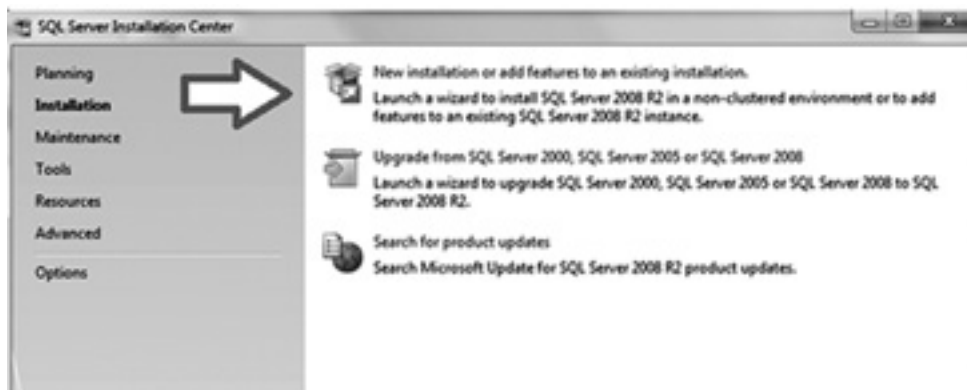 SQL Server Installation Center
Planning
Installation
Maintenance
Tools
Resources
Advanced
Options
New installation or add features to an existing installation.
Launch a wizard to install SQL Server 2008 R2 in a non-clustered environment or to add
features to an existing SQL Server 2008 R2 instance.
Upgrade from SQL Server 2000, SQL Server 2005 or SQL Server 2008
Launch a wizard to upgrade SQL Server 2000, SQL Server 2005 or SQL Server 2008 to SQL
Server 2008 R2.
Search for product updates
Search Microsoft Update for SQL Server 2008 R2 product updates.